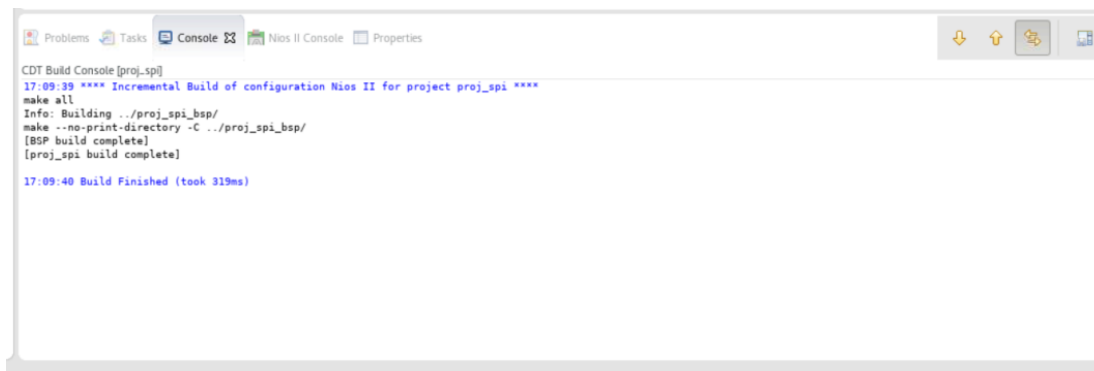 Problems Tasks Console Nios II Console Properties
CDT Build Console [proj_spi]
17:09:39 **** Incremental Build of configuration Nios II for project proj_spi ****
make all
Info: Building ../proj_spi_bsp/
make --no-print-directory -C ../proj_spi_bsp/
[BSP build complete]
[proj_spi build complete]
17:09:40 Build Finished (took 319ms)